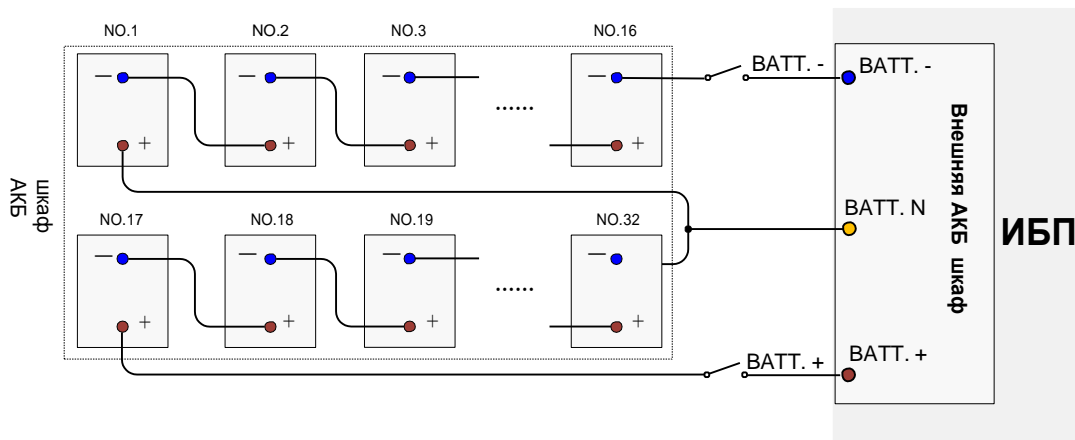 NO.1 NO.2 NO.3 NO.16
— — — —
BATT. - BATT. -
......
+ + + +
шкаф
АКБ
NO.17 NO.18 NO.19 NO.32
BATT. N
Внешняя АКБ шкаф
ИБП
— — — —
......
+ + + +
BATT. + BATT. +